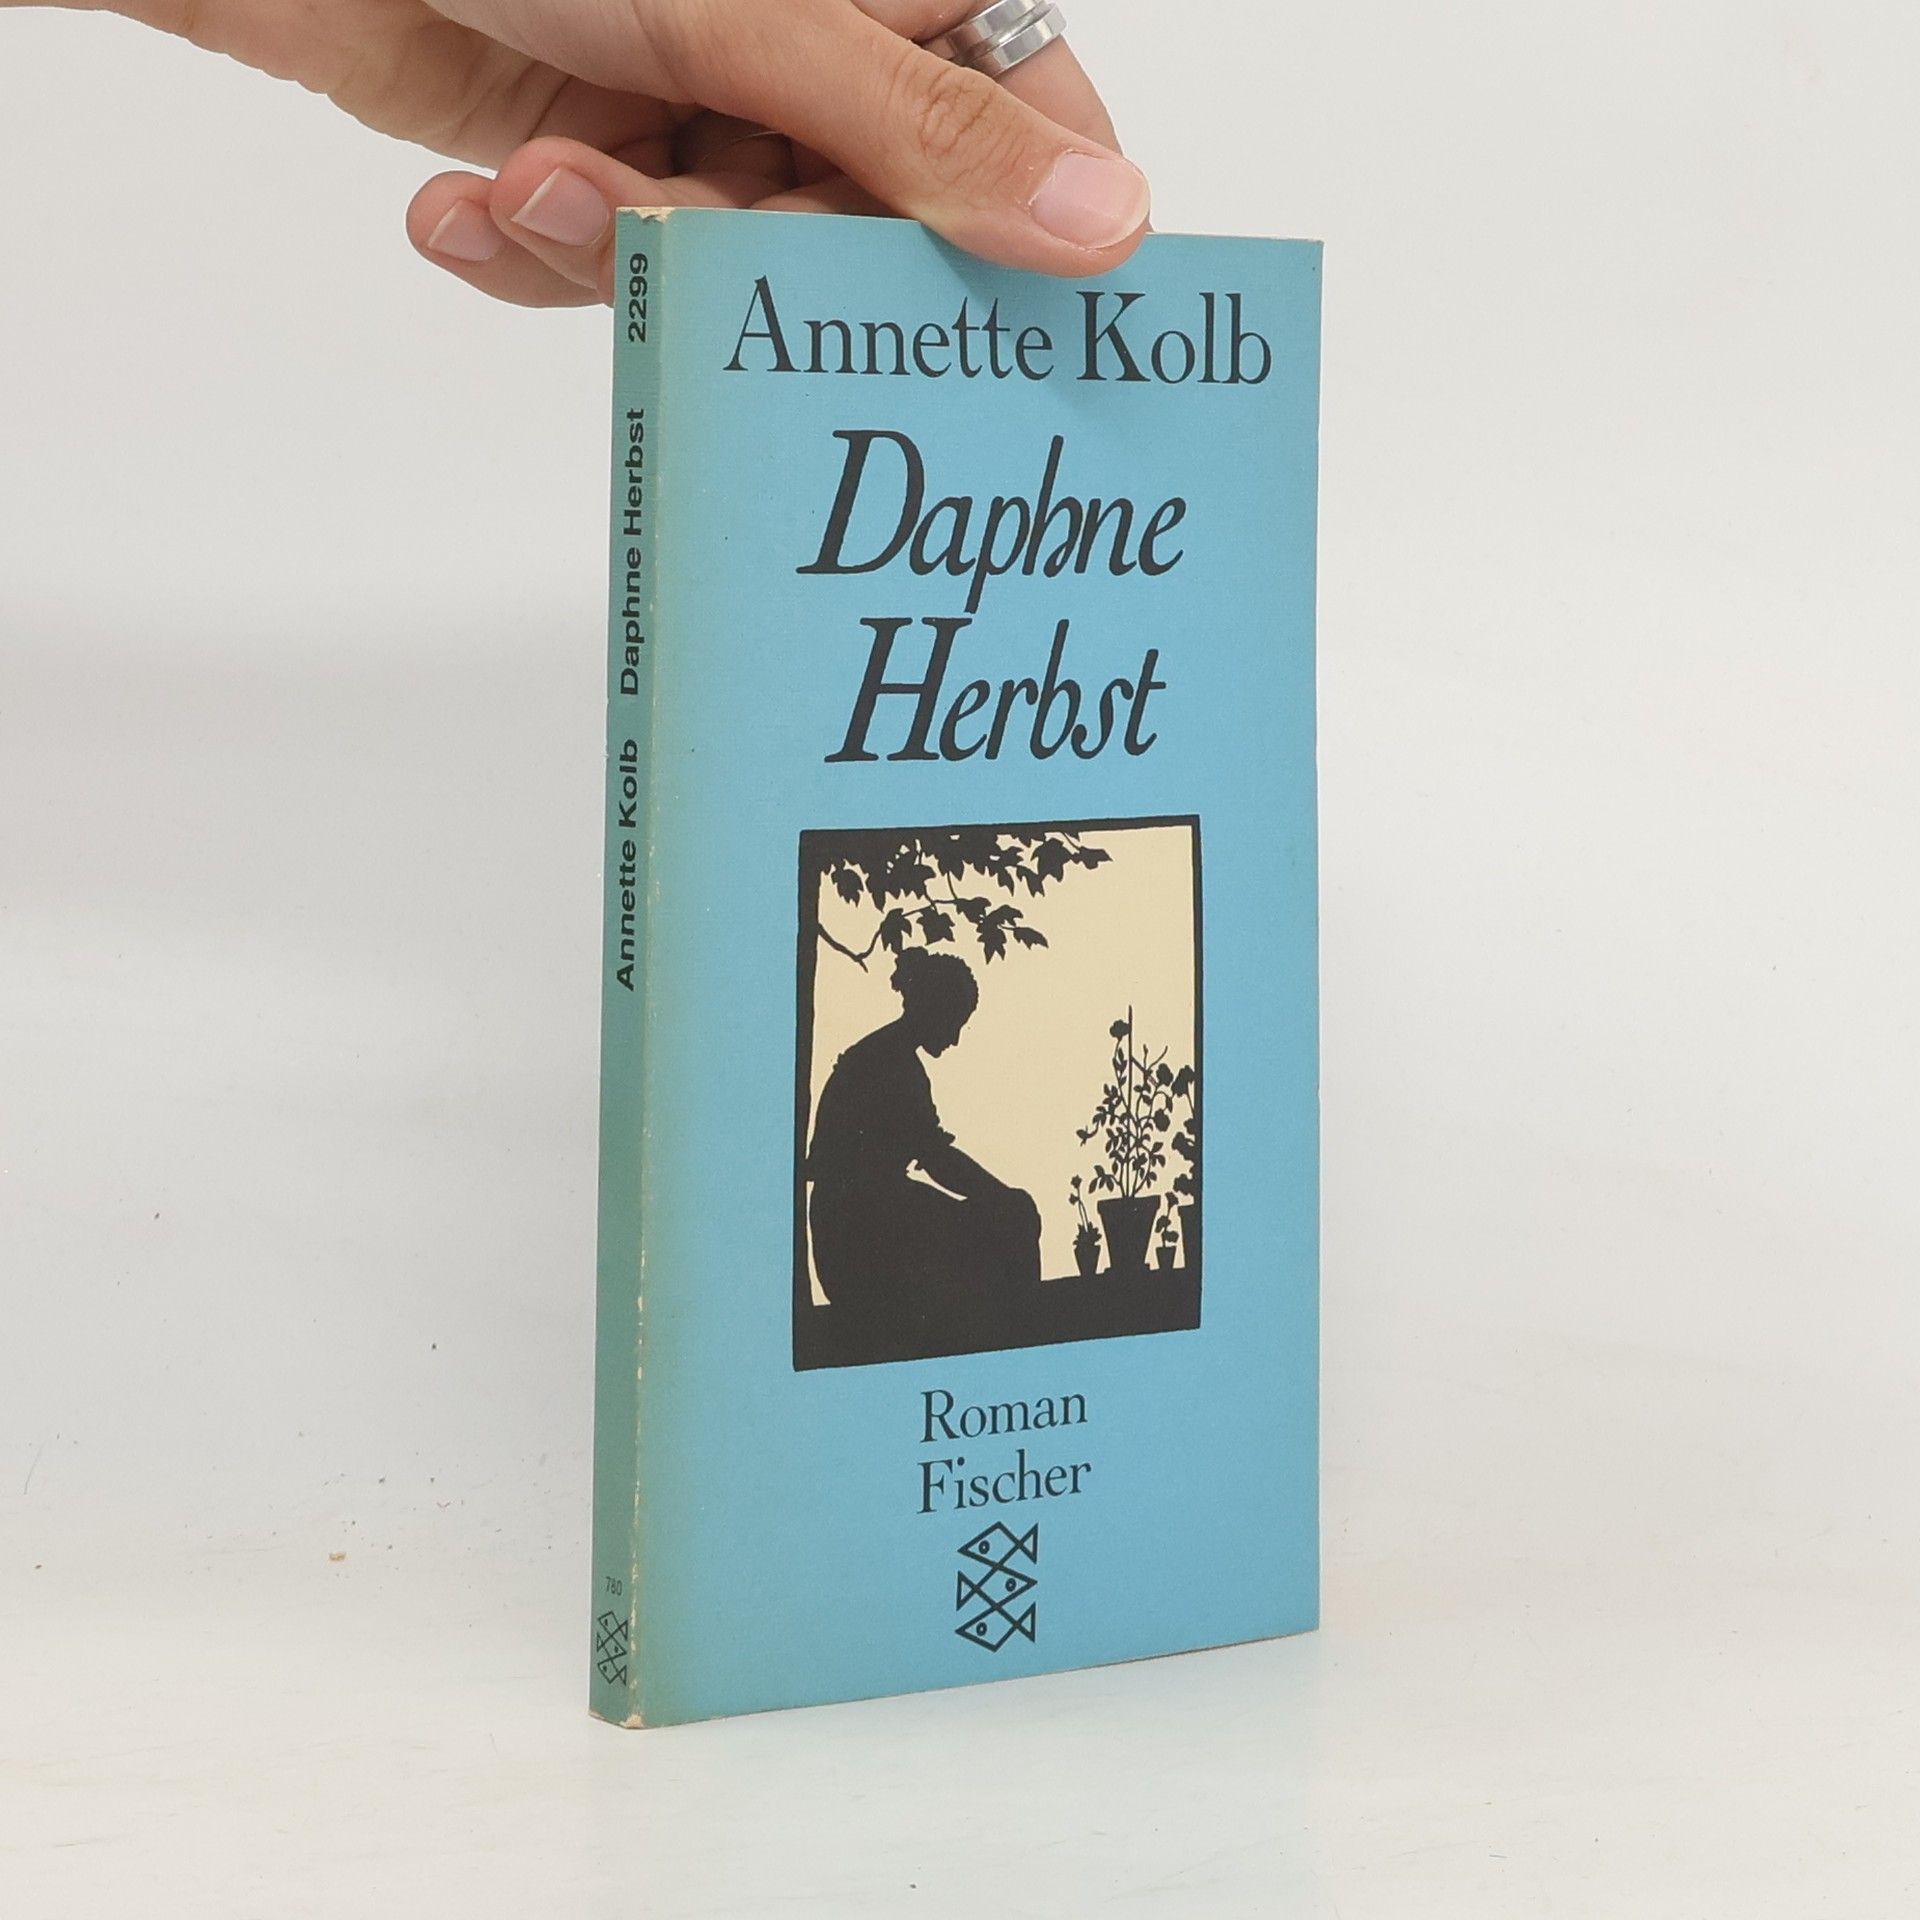 Annette Kolb
Daphne
Herbst
Roman
Fischer
Annette Kolb Daphne Herbst 2299
780